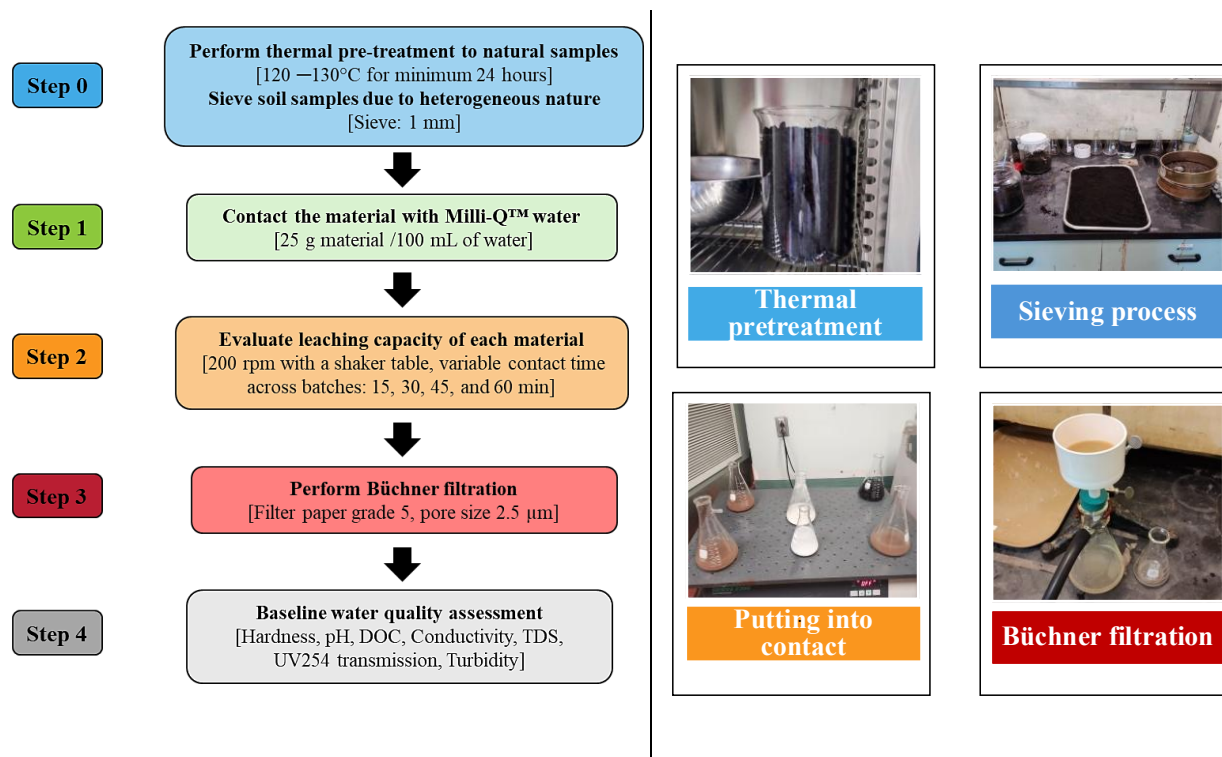 Step 0
Perform thermal pre-treatment to natural samples
[120 —130°C for minimum 24 hours]
Sieve soil samples due to heterogeneous nature
[Sieve: 1 mm]
Step 1
Contact the material with Milli-Q™ water
[25 g material /100 mL of water]
Step 2
Evaluate leaching capacity of each material
[200 rpm with a shaker table, variable contact time
across batches: 15, 30, 45, and 60 min]
Step 3
Perform Büchner filtration
[Filter paper grade 5, pore size 2.5 µm]
Step 4
Baseline water quality assessment
[Hardness, pH, DOC, Conductivity, TDS,
UV254 transmission, Turbidity]
Thermal
pretreatment
Sieving process
Putting into
contact
Büchner filtration